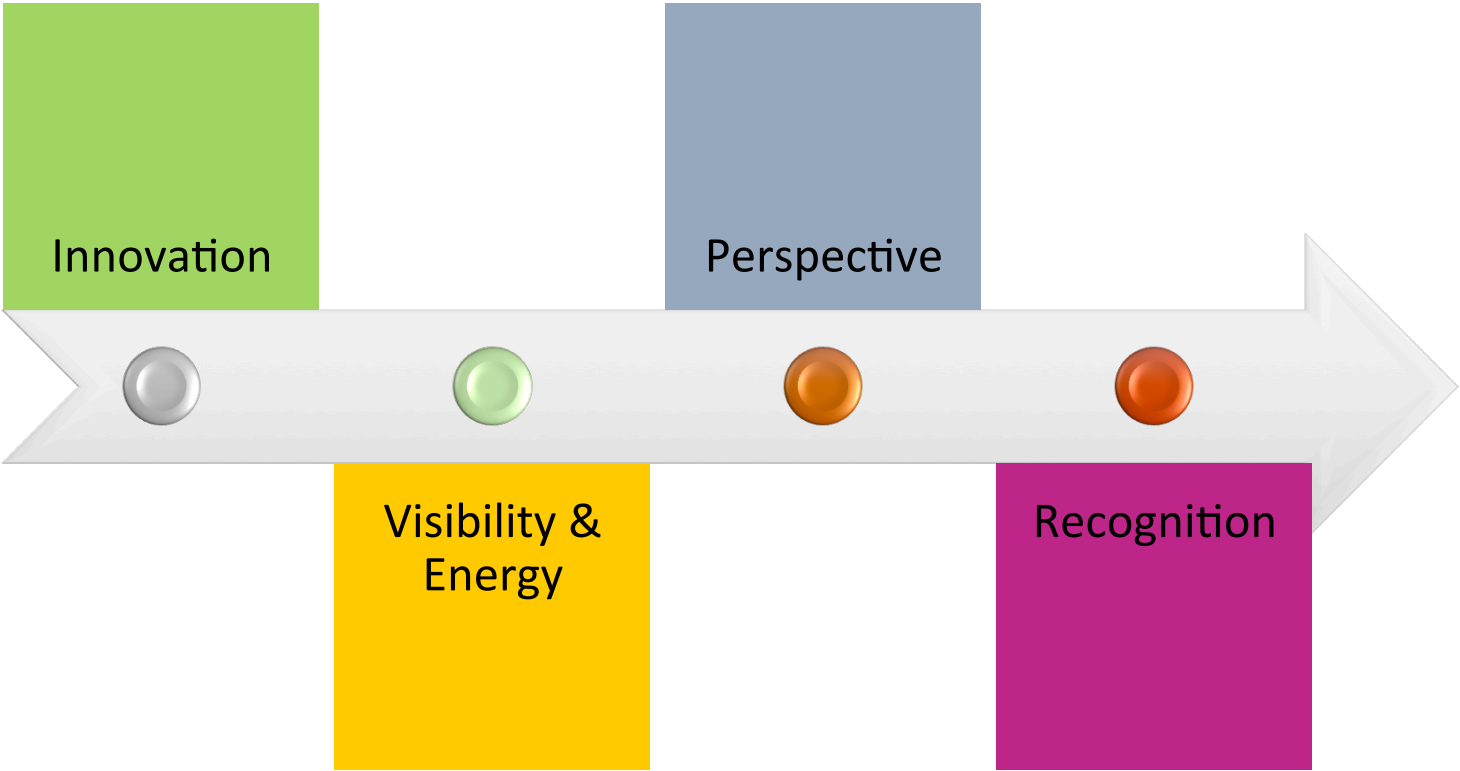 Innovation
Visibility &
Energy
Perspective
Recognition